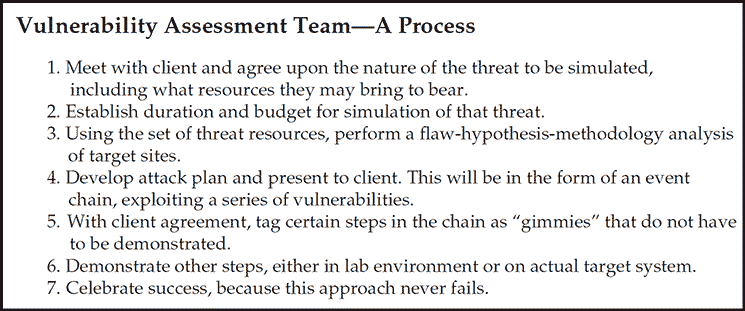 Vulnerability Assessment Team—A Process
1. Meet with client and agree upon the nature of the threat to be simulated,
including what resources they may bring to bear.
2. Establish duration and budget for simulation of that threat.
3. Using the set of threat resources, perform a flaw-hypothesis-methodology analysis
of target sites.
4. Develop attack plan and present to client. This will be in the form of an event
chain, exploiting a series of vulnerabilities.
5. With client agreement, tag certain steps in the chain as “gimmies” that do not have
to be demonstrated.
6. Demonstrate other steps, either in lab environment or on actual target system.
7. Celebrate success, because this approach never fails.